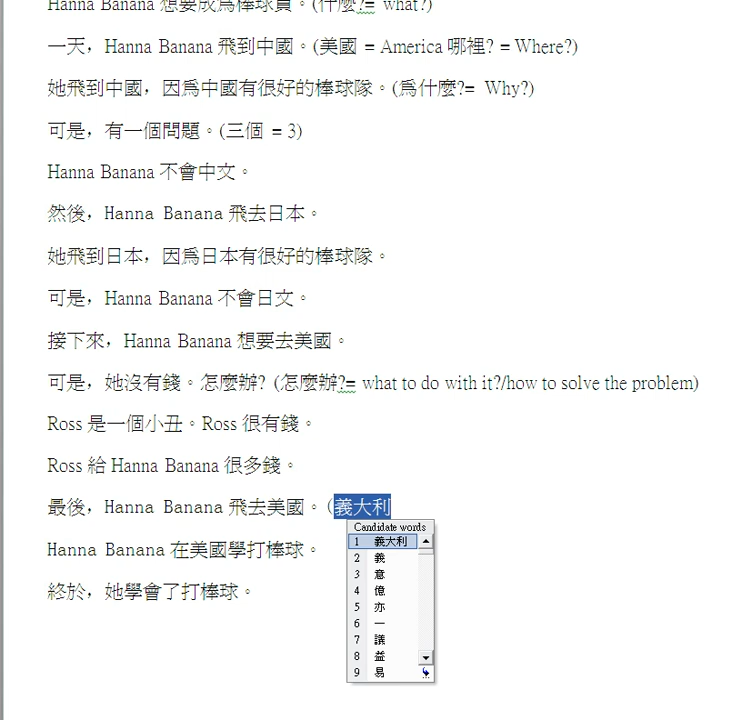 Hanna Banana 想要成為棒球員。(什麼?= what?)
一天，Hanna Banana 飛到中國。(美國 = America 哪裡? = Where?)
她飛到中國，因為中國有很好的棒球隊。(為什麼?= Why?)
可是，有一個問題。(三個 = 3)
Hanna Banana 不會中文。
然後，Hanna Banana 飛去日本。
她飛到日本，因為日本有很好的棒球隊。
可是，Hanna Banana 不會日文。
接下來，Hanna Banana 想要去美國。
可是，她沒有錢。怎麼辦? (怎麼辦?= what to do with it?/how to solve the problem)
Ross 是一個小丑。Ross 很有錢。
Ross 給 Hanna Banana 很多錢。
最後，Hanna Banana 飛去美國。(義大利
Hanna Banana 在美國學打棒球。
終於，她學會了打棒球。
Candidate words
1 義大利
2 義
3 意
4 億
5 亦
6 一
7 議
8 益
9 易